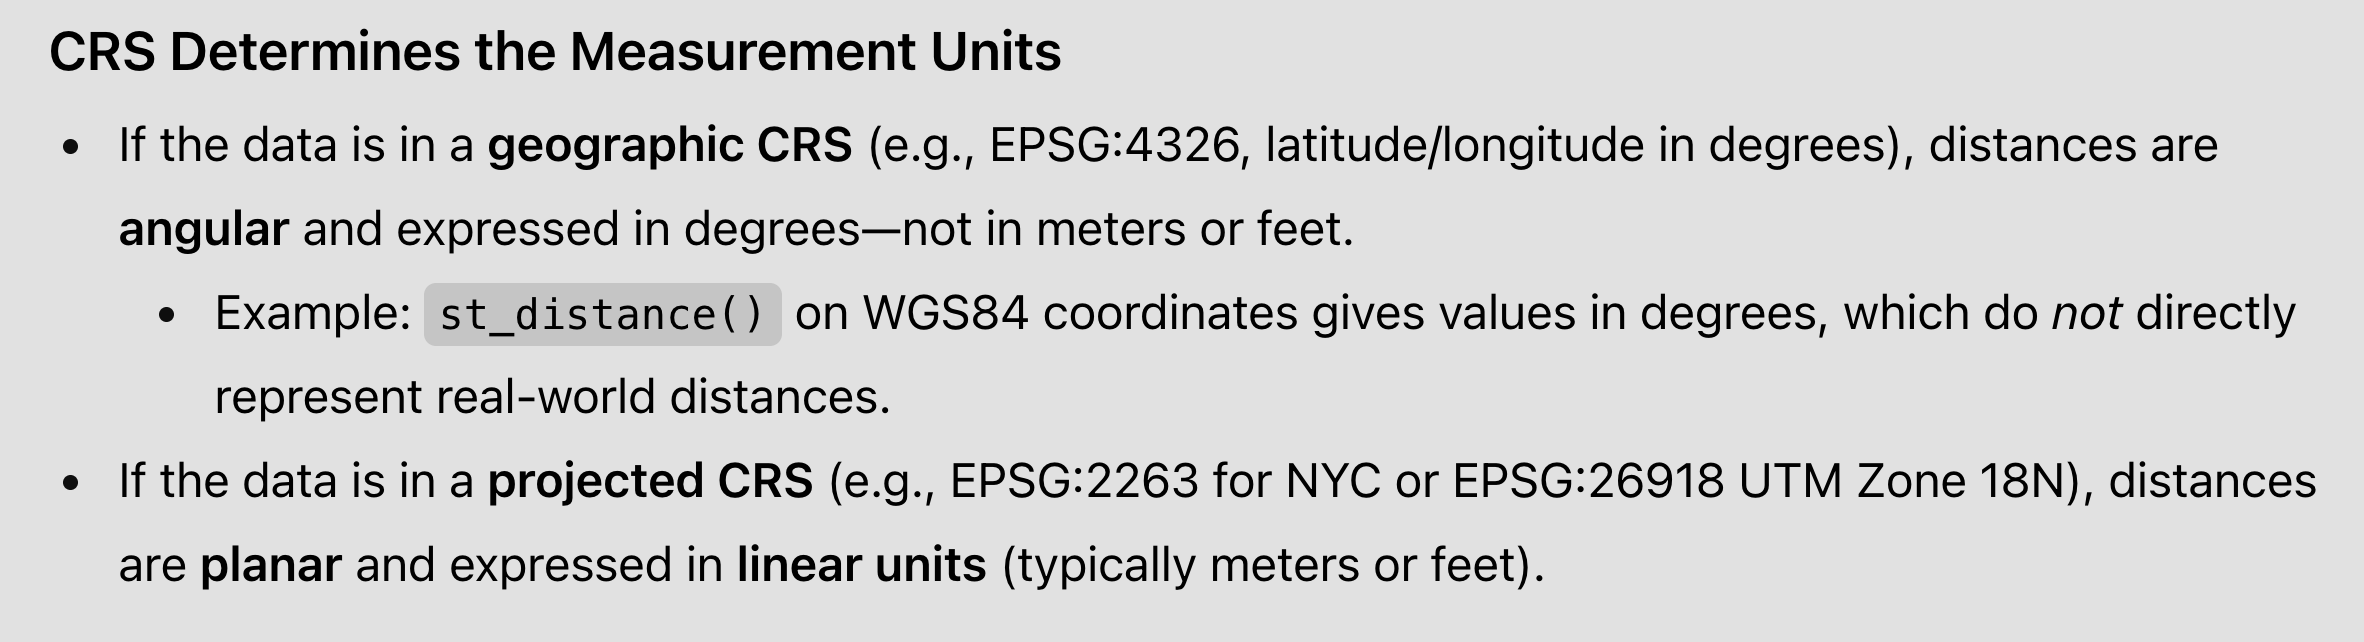 CRS Determines the Measurement Units
• If the data is in a geographic CRS (e.g., EPSG:4326, latitude/longitude in degrees), distances are
angular and expressed in degrees—not in meters or feet.
• Example: st_distance() on WGS84 coordinates gives values in degrees, which do not directly
represent real-world distances.
• If the data is in a projected CRS (e.g., EPSG:2263 for NYC or EPSG:26918 UTM Zone 18N), distances
are planar and expressed in linear units (typically meters or feet).